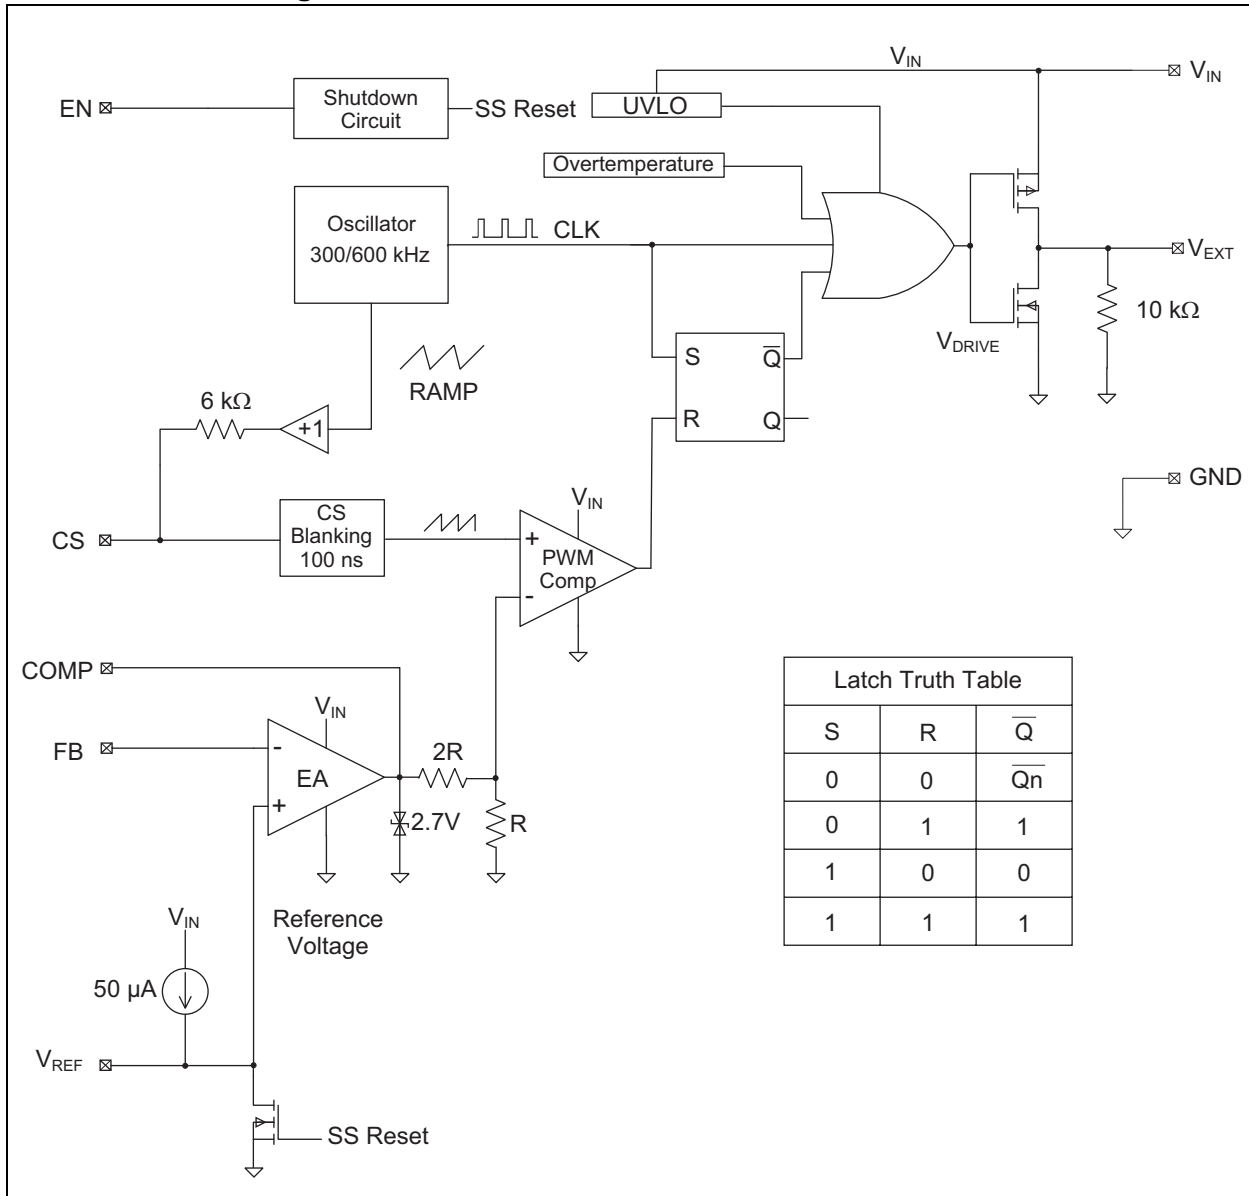 V_IN
V_IN
EN
Shutdown
Circuit
SS Reset
UVLO
Overtemperature
Oscillator
300/600 kHz
CLK
V_EXT
10 kΩ
V_DRIVE
RAMP
6 kΩ
+1
S
Q̅
R
Q
GND
CS
CS
Blanking
100 ns
V_IN
+
PWM
Comp
-
COMP
V_IN
FB
-
EA
+
2R
2.7V
R
Reference
Voltage
V_IN
50 µA
V_REF
SS Reset
Latch Truth Table
S R Q̅
0 0 Q̅n̅
0 1 1
1 0 0
1 1 1